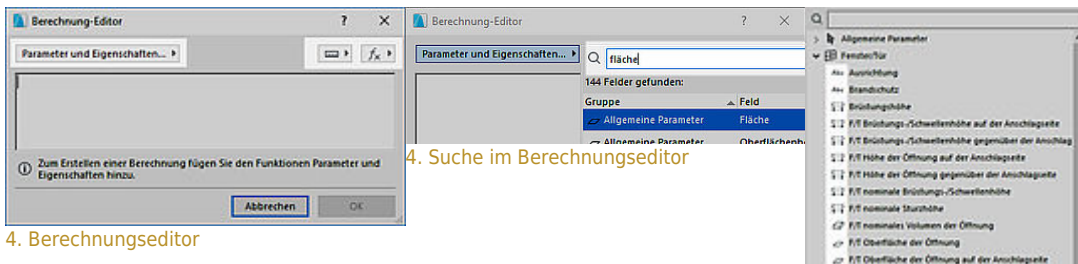 Berechnung-Editor ? ×
Parameter und Eigenschaften...
fx
Zum Erstellen einer Berechnung fügen Sie den Funktionen Parameter und
Eigenschaften hinzu.
Abbrechen
OK
4. Berechnungseditor
Berechnung-Editor ? ×
Parameter und Eigenschaften...
fläche
144 Felder gefunden:
Gruppe Feld
Allgemeine Parameter Fläche
Allgemeine Parameter
4. Suche im Berechnungseditor
Allgemeine Parameter
Fenster/Tür
Abc Ausrichtung
Abc Brandschutz
Brüstungshöhe
F/T Brüstungs-/Schwellenhöhe auf der Anschlagseite
F/T Brüstungs-/Schwellenhöhe gegenüber der Anschlag
F/T Höhe der Öffnung auf der Anschlagseite
F/T Höhe der Öffnung gegenüber der Anschlagseite
F/T nominale Brüstungs-/Schwellenhöhe
F/T nominale Sturzhöhe
F/T nominales Volumen der Öffnung
F/T Oberfläche der Öffnung
F/T Oberfläche der Öffnung auf der Anschlagseite